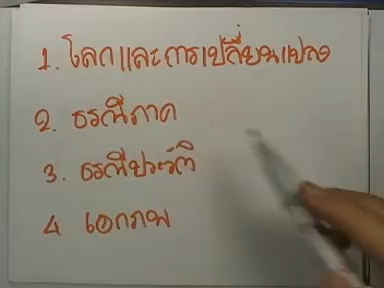 1. โลกและการเปลี่ยนแปลง
2. ธรณีภาค
3. ธรณีประวัติ
4 เอกภพ